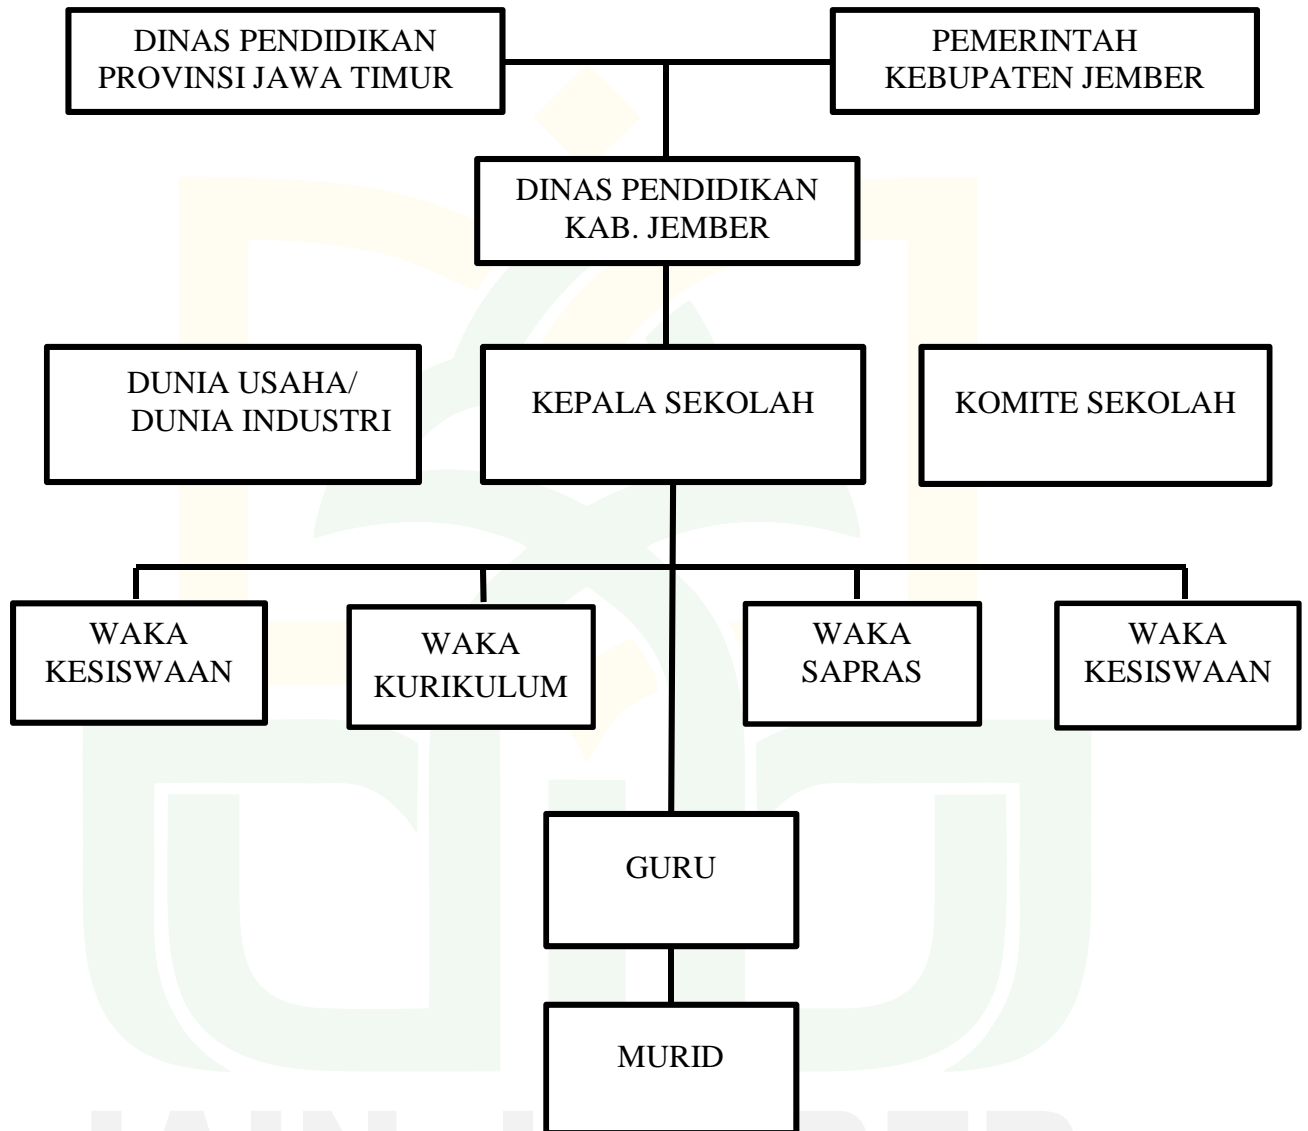 DINAS PENDIDIKAN
PROVINSI JAWA TIMUR
PEMERINTAH
KEBUPATEN JEMBER
DINAS PENDIDIKAN
KAB. JEMBER
DUNIA USAHA/
DUNIA INDUSTRI
KEPALA SEKOLAH
KOMITE SEKOLAH
WAKA
KESISWAAN
WAKA
KURIKULUM
WAKA
SAPRAS
WAKA
KESISWAAN
GURU
MURID